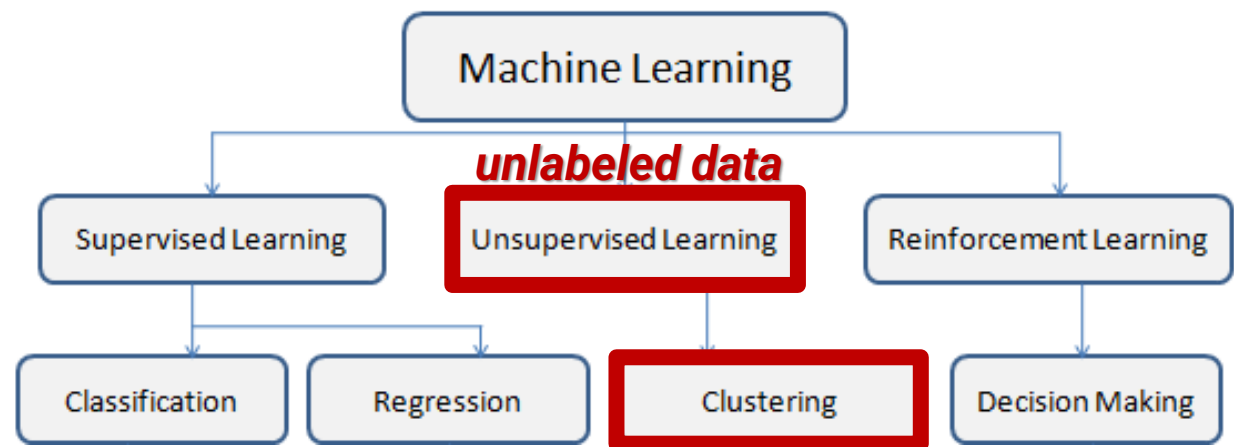 Machine Learning
unlabeled data
Supervised Learning
Unsupervised Learning
Reinforcement Learning
Classification
Regression
Clustering
Decision Making